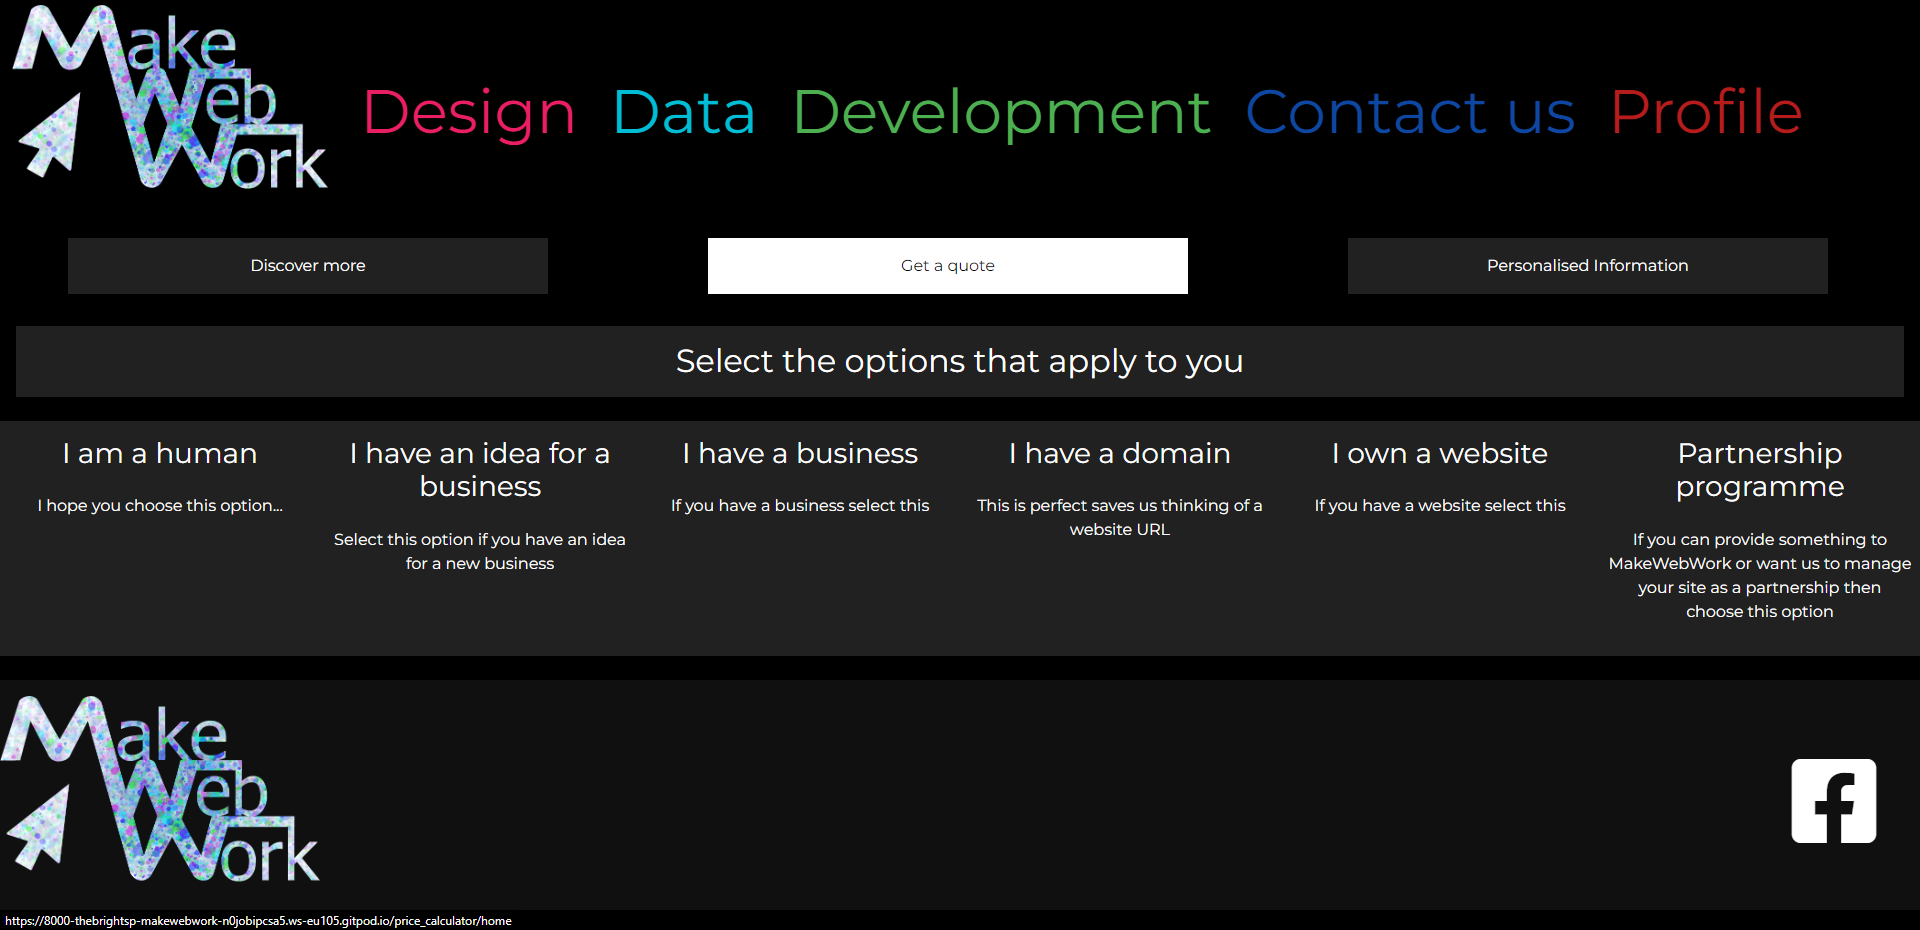 Make
Web
Work
Design Data Development Contact us Profile
Discover more
Get a quote
Personalised Information
Select the options that apply to you
I am a human
I hope you choose this option...
I have an idea for a
business
Select this option if you have an idea
for a new business
I have a business
If you have a business select this
I have a domain
This is perfect saves us thinking of a
website URL
I own a website
If you have a website select this
Partnership
programme
If you can provide something to
MakeWebWork or want us to manage
your site as a partnership then
choose this option
Make
Web
Work
https://8000-thebrightsp-makewebwork-n0jobipcsa5.ws-eu105.gitpod.io/price_calculator/home